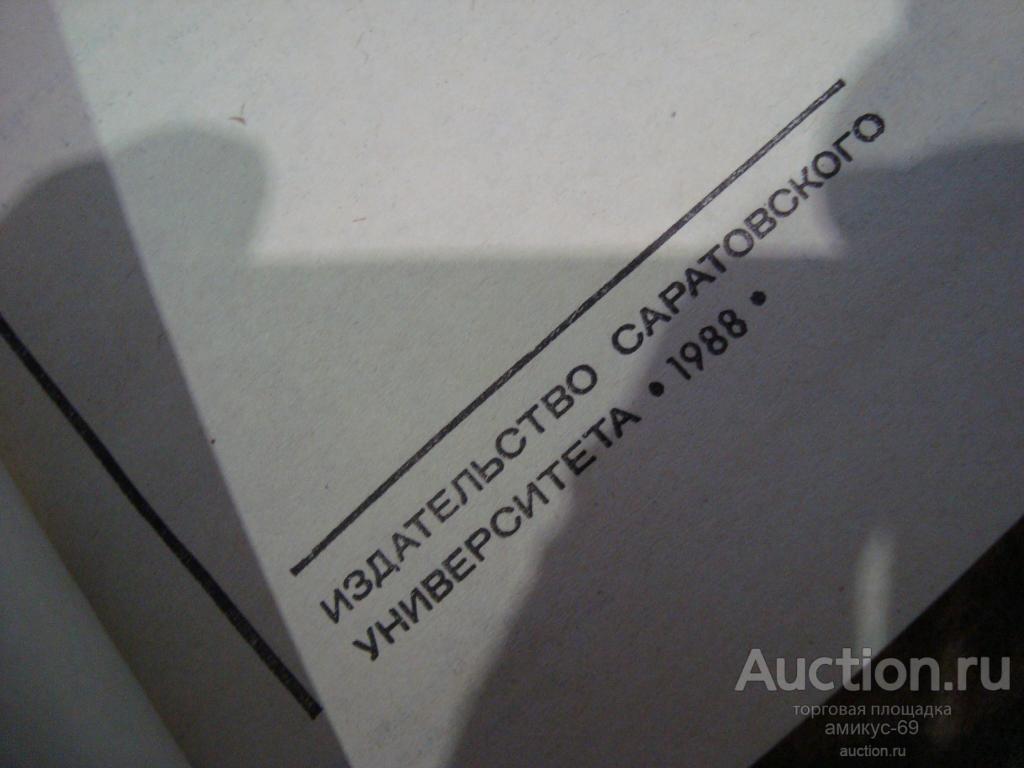 ИЗДАТЕЛЬСТВО САРАТОВСКОГО
УНИВЕРСИТЕТА • 1988 •
Auction.ru
торговая площадка
амикус-69
auction.ru